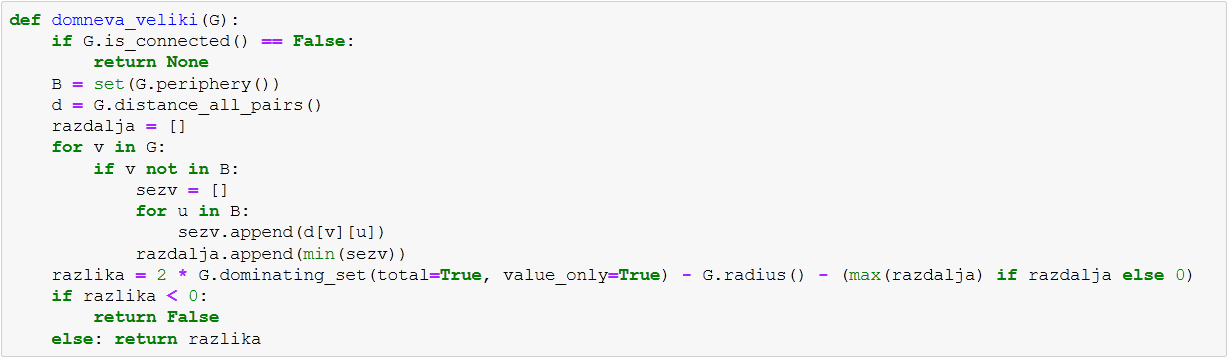 def domneva_veliki(G):
    if G.is_connected() == False:
        return None
    B = set(G.periphery())
    d = G.distance_all_pairs()
    razdalja = []
    for v in G:
        if v not in B:
            sezv = []
            for u in B:
                sezv.append(d[v][u])
            razdalja.append(min(sezv))
    razlika = 2 * G.dominating_set(total=True, value_only=True) - G.radius() - (max(razdalja) if razdalja else 0)
    if razlika < 0:
        return False
    else: return razlika